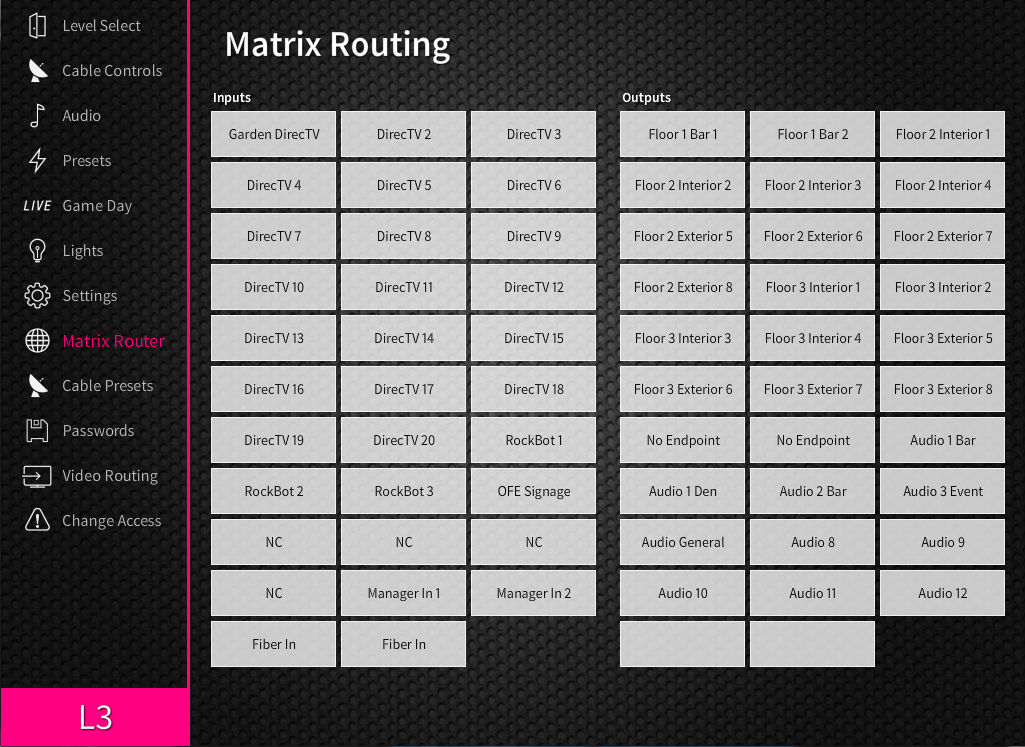 Level Select
Cable Controls
Audio
Presets
LIVE Game Day
Lights
Settings
Matrix Router
Cable Presets
Passwords
Video Routing
Change Access
L3
Matrix Routing
Inputs
Garden DirecTV DirecTV 2 DirecTV 3
DirecTV 4 DirecTV 5 DirecTV 6
DirecTV 7 DirecTV 8 DirecTV 9
DirecTV 10 DirecTV 11 DirecTV 12
DirecTV 13 DirecTV 14 DirecTV 15
DirecTV 16 DirecTV 17 DirecTV 18
DirecTV 19 DirecTV 20 RockBot 1
RockBot 2 RockBot 3 OFE Signage
NC NC NC
NC Manager In 1 Manager In 2
Fiber In Fiber In
Outputs
Floor 1 Bar 1 Floor 1 Bar 2 Floor 2 Interior 1
Floor 2 Interior 2 Floor 2 Interior 3 Floor 2 Interior 4
Floor 2 Exterior 5 Floor 2 Exterior 6 Floor 2 Exterior 7
Floor 2 Exterior 8 Floor 3 Interior 1 Floor 3 Interior 2
Floor 3 Interior 3 Floor 3 Interior 4 Floor 3 Exterior 5
Floor 3 Exterior 6 Floor 3 Exterior 7 Floor 3 Exterior 8
No Endpoint No Endpoint Audio 1 Bar
Audio 1 Den Audio 2 Bar Audio 3 Event
Audio General Audio 8 Audio 9
Audio 10 Audio 11 Audio 12